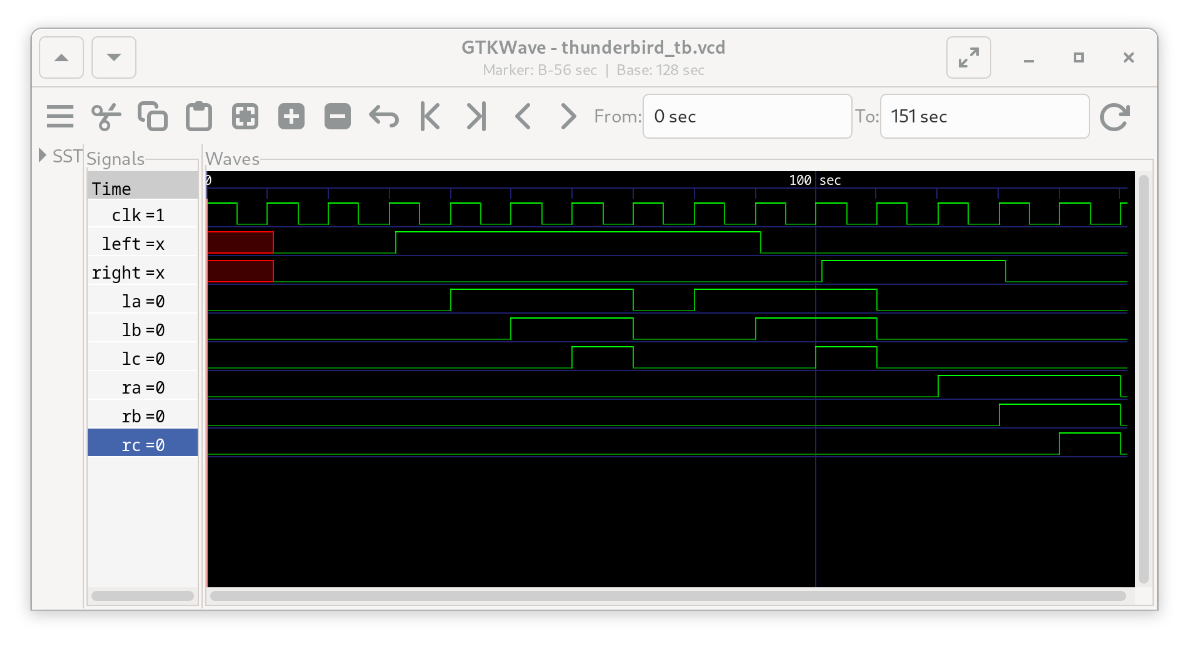 GTKWave - thunderbird_tb.vcd
Marker: B-56 sec | Base: 128 sec
From: 0 sec To: 151 sec
SST Signals Waves
Time 0 100 sec
clk =1
left =x
right =x
la =0
lb =0
lc =0
ra =0
rb =0
rc =0